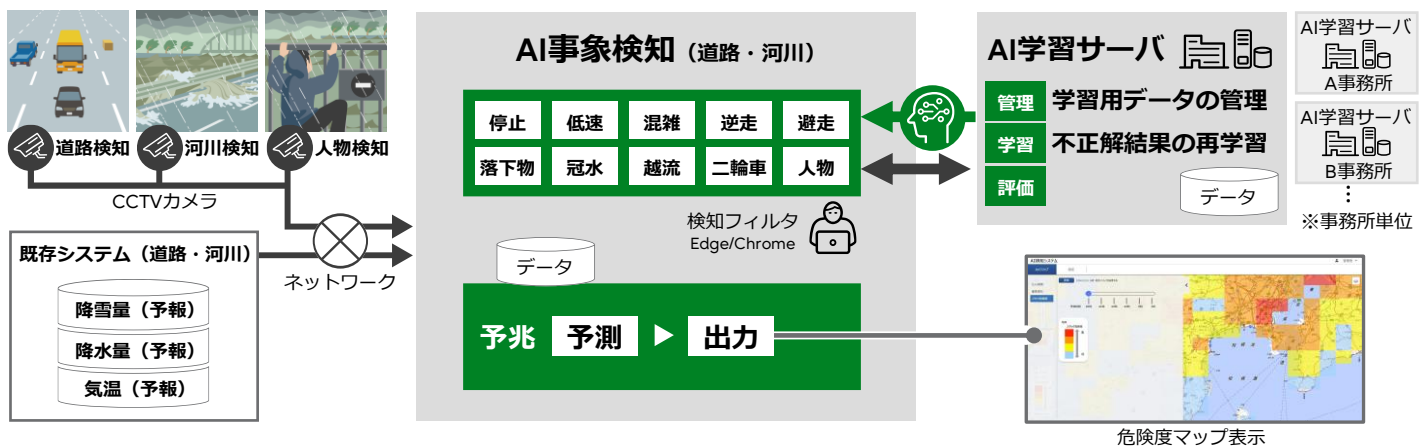 道路検知
河川検知
人物検知
CCTVカメラ
既存システム（道路・河川）
降雪量（予報）
降水量（予報）
気温（予報）
ネットワーク
AI事象検知（道路・河川）
停止
低速
混雑
逆走
避走
落下物
冠水
越流
二輪車
人物
検知フィルタ
Edge/Chrome
データ
予兆
予測
出力
AI学習サーバ
管理
学習用データの管理
学習
不正解結果の再学習
評価
データ
AI学習サーバ
A事務所
AI学習サーバ
B事務所
※事務所単位
危険度マップ表示